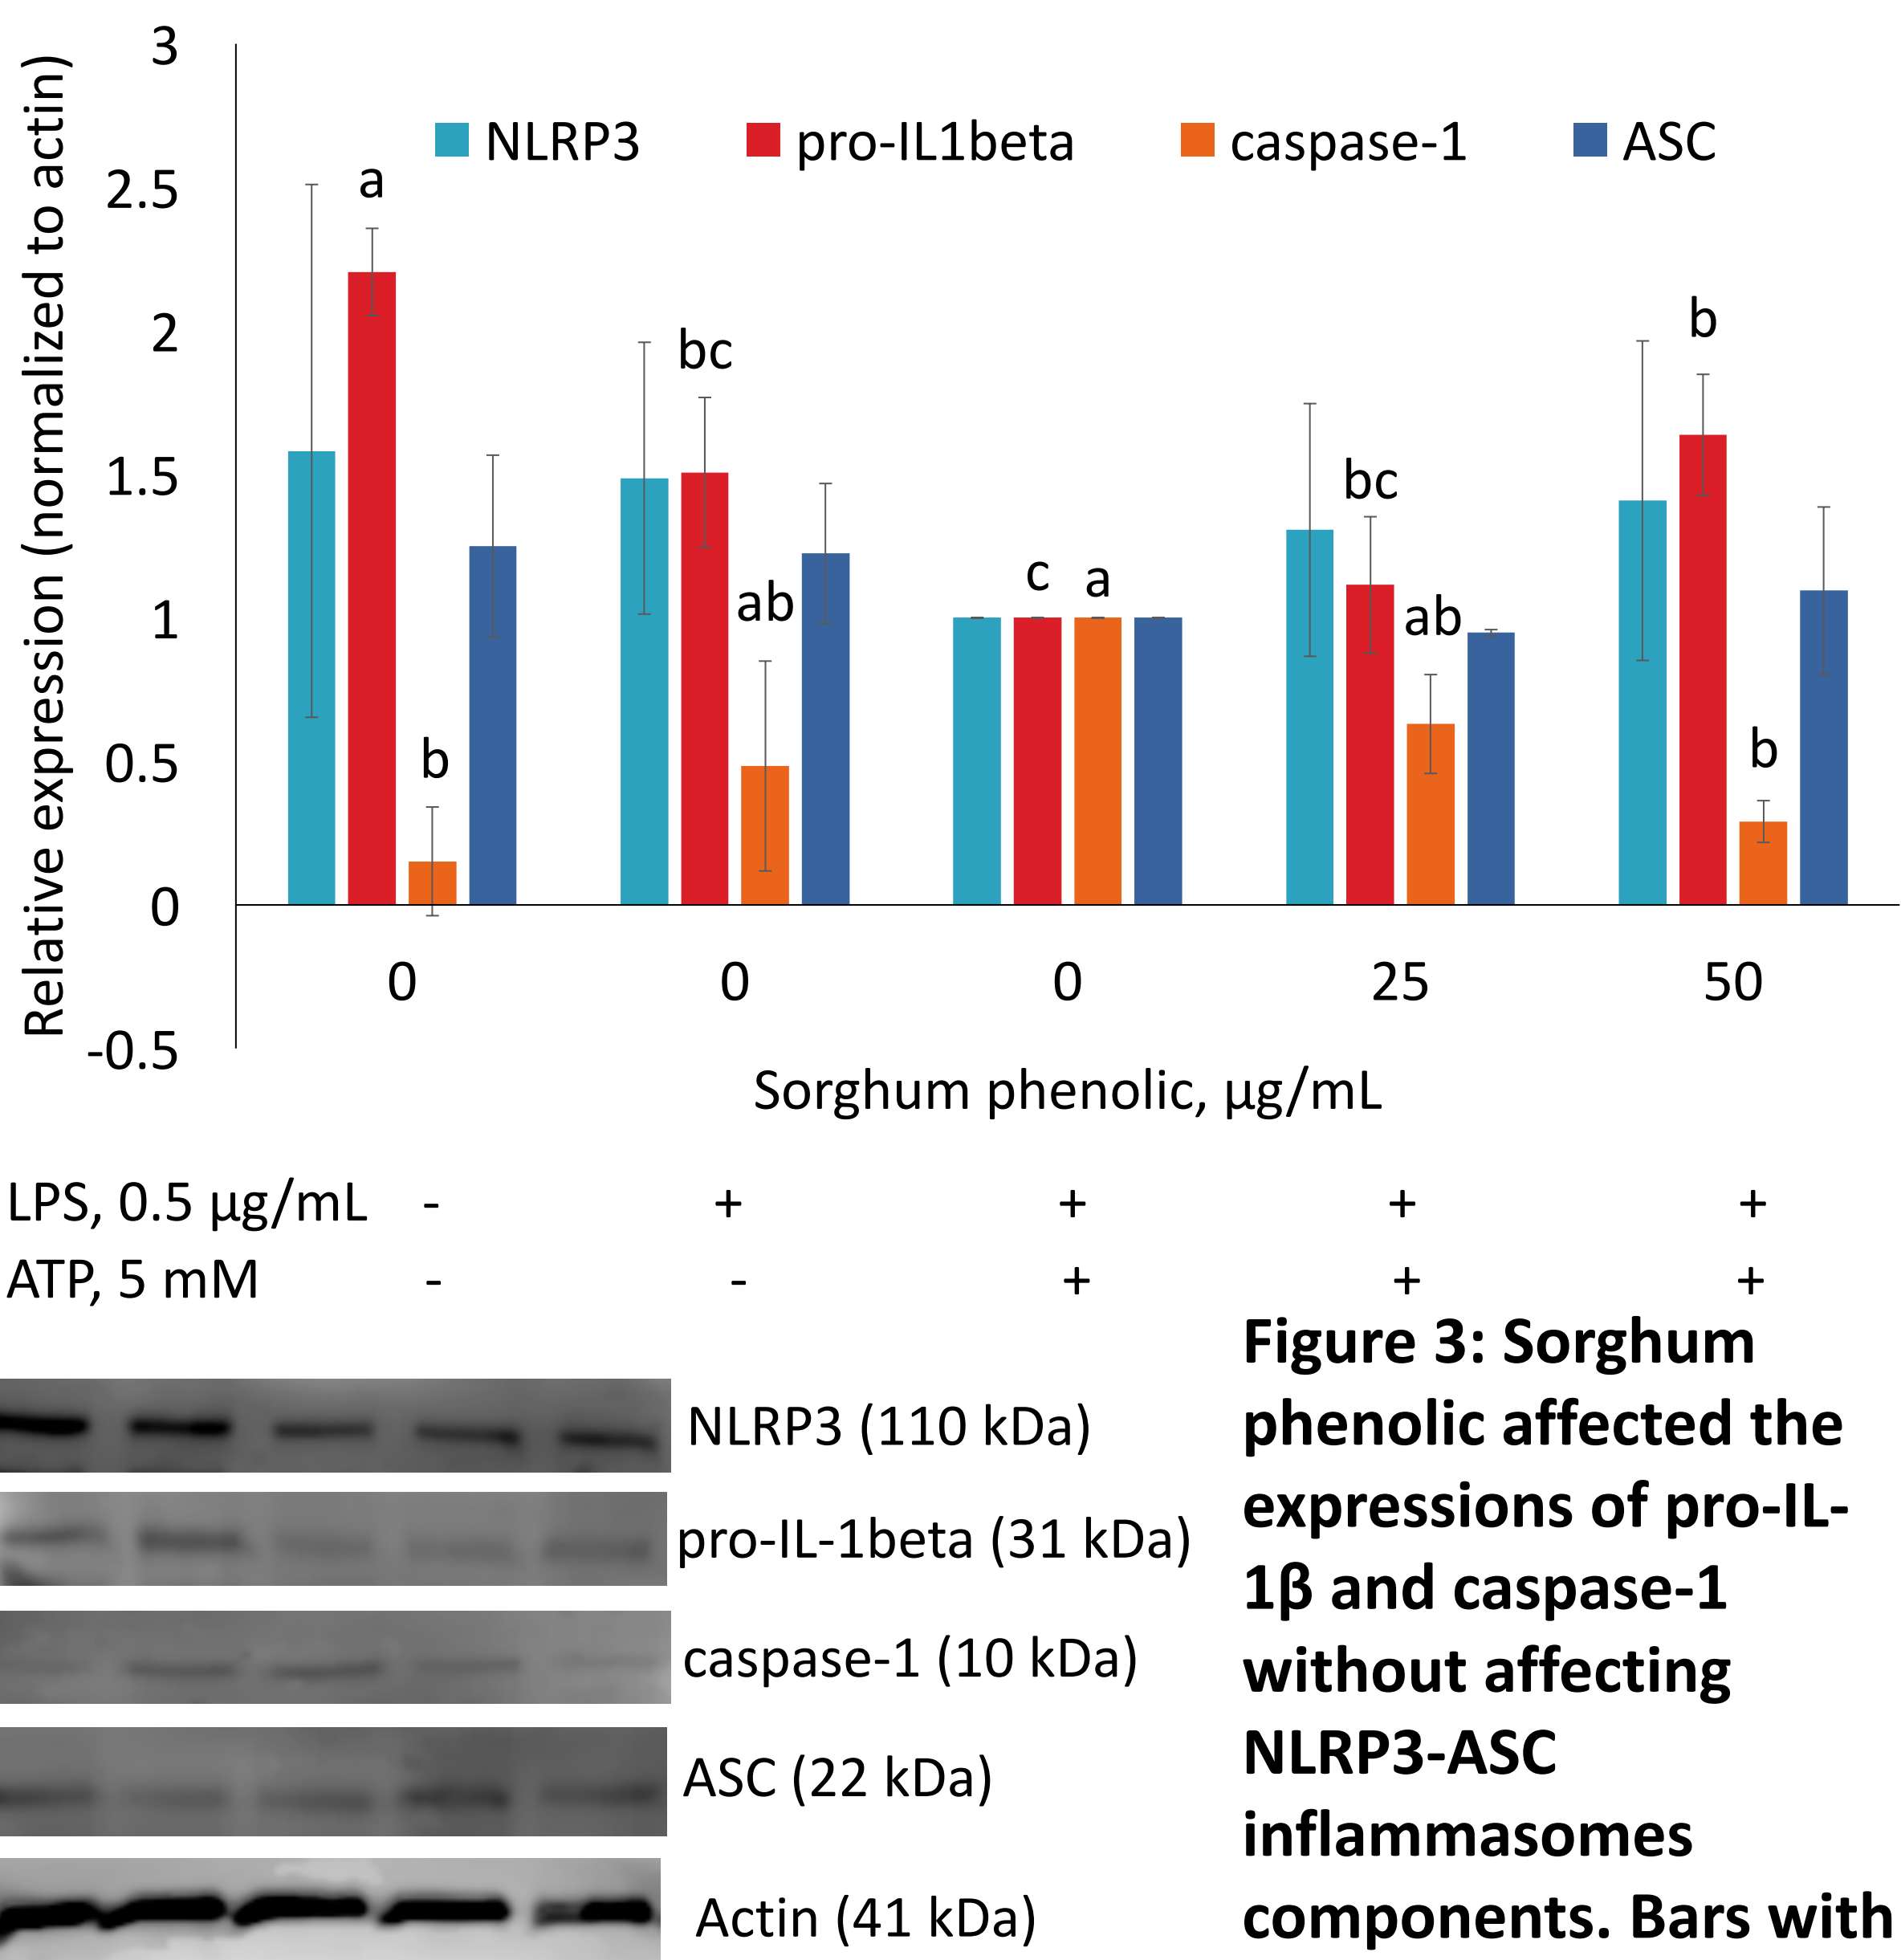 3
NLRP3 pro-IL1beta caspase-1 ASC
a
2.5
2
b
bc
1.5
bc
c a
ab
ab
1
b
b
0.5
0
-0.5
Relative expression (normalized to actin)
0 0 0 25 50
Sorghum phenolic, µg/mL
LPS, 0.5 µg/mL - + + + +
ATP, 5 mM - - + + +
NLRP3 (110 kDa)
pro-IL-1beta (31 kDa)
caspase-1 (10 kDa)
ASC (22 kDa)
Actin (41 kDa)
Figure 3: Sorghum
phenolic affected the
expressions of pro-IL-
1β and caspase-1
without affecting
NLRP3-ASC
inflammasomes
components. Bars with